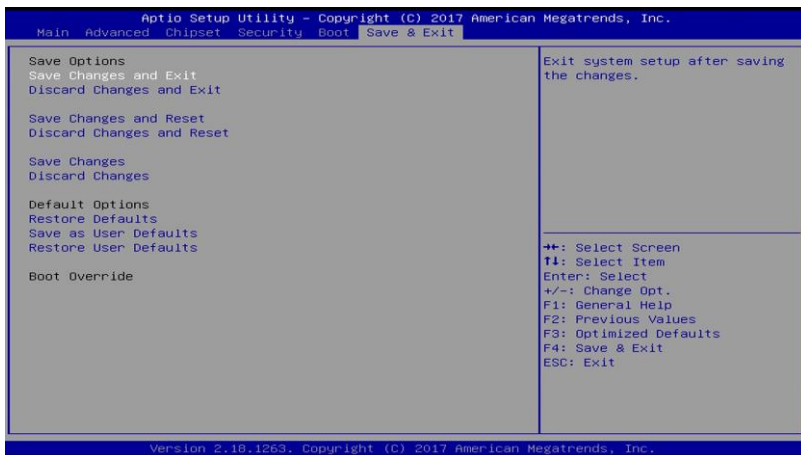 Aptio Setup Utility - Copyright (C) 2017 American Megatrends, Inc.
Main Advanced Chipset Security Boot Save & Exit
Save Options
Save Changes and Exit
Discard Changes and Exit
Save Changes and Reset
Discard Changes and Reset
Save Changes
Discard Changes
Default Options
Restore Defaults
Save as User Defaults
Restore User Defaults
Boot Override
Exit system setup after saving
the changes.
→←: Select Screen
↑↓: Select Item
Enter: Select
+/-: Change Opt.
F1: General Help
F2: Previous Values
F3: Optimized Defaults
F4: Save & Exit
ESC: Exit
Version 2.18.1263. Copyright (C) 2017 American Megatrends, Inc.